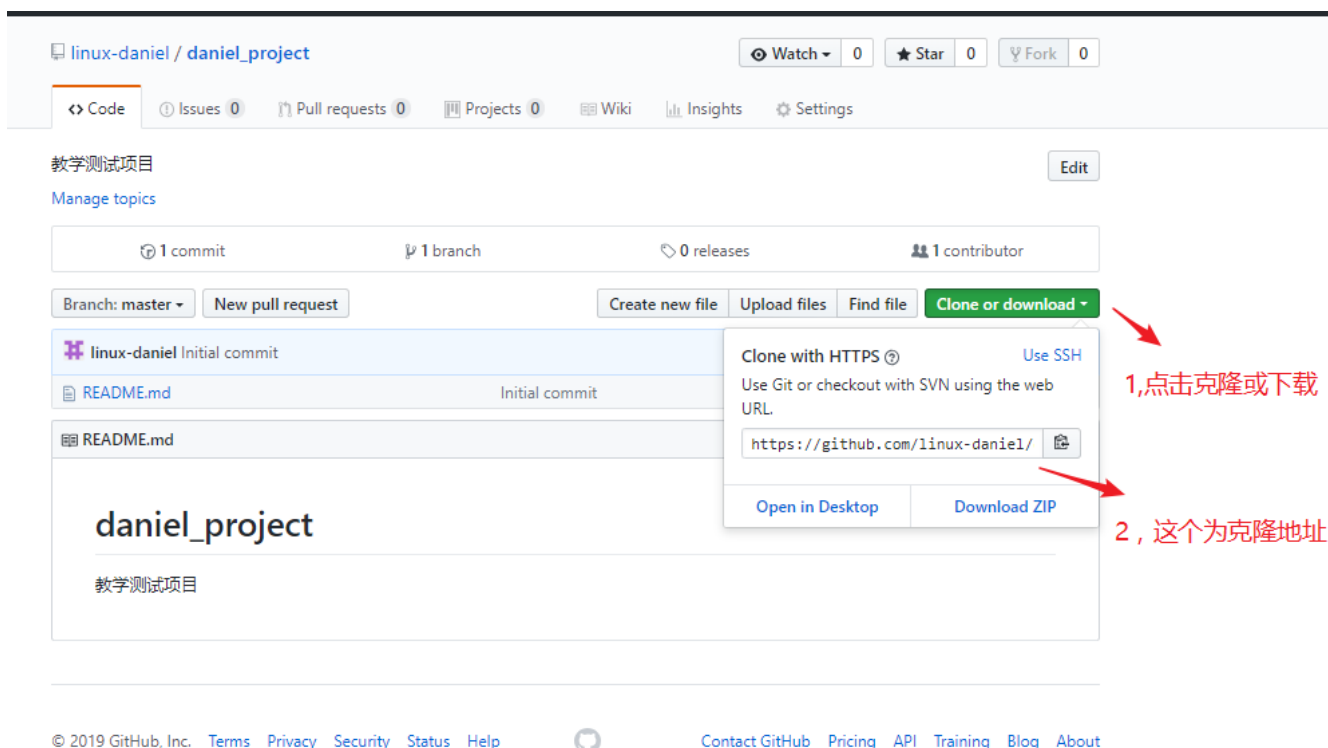 linux-daniel / daniel_project
Watch 0 Star 0 Fork 0
Code Issues 0 Pull requests 0 Projects 0 Wiki Insights Settings
教学测试项目
Edit
Manage topics
1 commit 1 branch 0 releases 1 contributor
Branch: master New pull request Create new file Upload files Find file Clone or download
linux-daniel Initial commit
README.md Initial commit
README.md
Clone with HTTPS Use SSH
Use Git or checkout with SVN using the web
URL.
https://github.com/linux-daniel/
Open in Desktop Download ZIP
1,点击克隆或下载
2，这个为克隆地址
daniel_project
教学测试项目
© 2019 GitHub, Inc. Terms Privacy Security Status Help Contact GitHub Pricing API Training Blog About